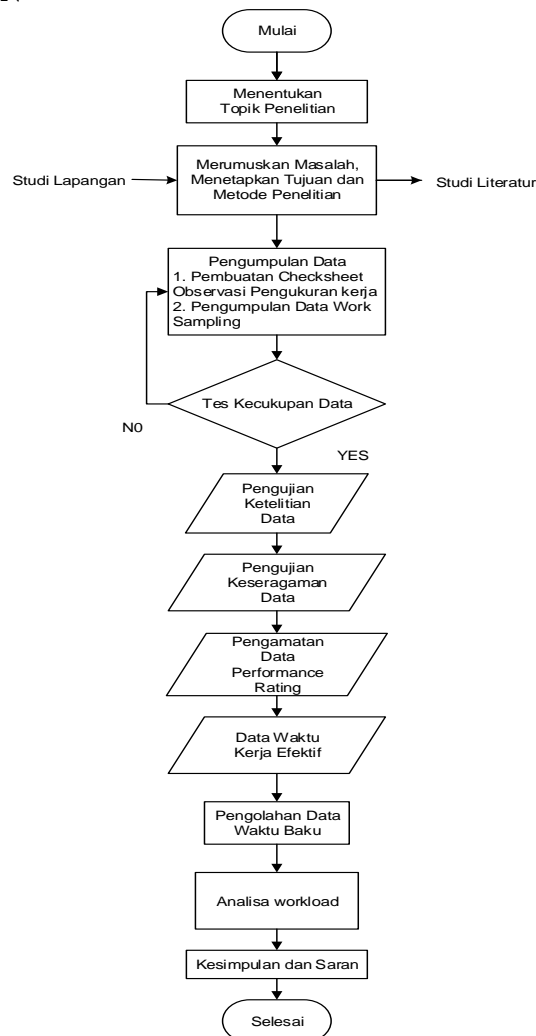 Mulai
Menentukan
Topik Penelitian
Studi Lapangan
Merumuskan Masalah,
Menetapkan Tujuan dan
Metode Penelitian
Studi Literatur
Pengumpulan Data
1. Pembuatan Checksheet
Observasi Pengukuran kerja
2. Pengumpulan Data Work
Sampling
Tes Kecukupan Data
N0
YES
Pengujian
Ketelitian
Data
Pengujian
Keseragaman
Data
Pengamatan
Data
Performance
Rating
Data Waktu
Kerja Efektif
Pengolahan Data
Waktu Baku
Analisa workload
Kesimpulan dan Saran
Selesai